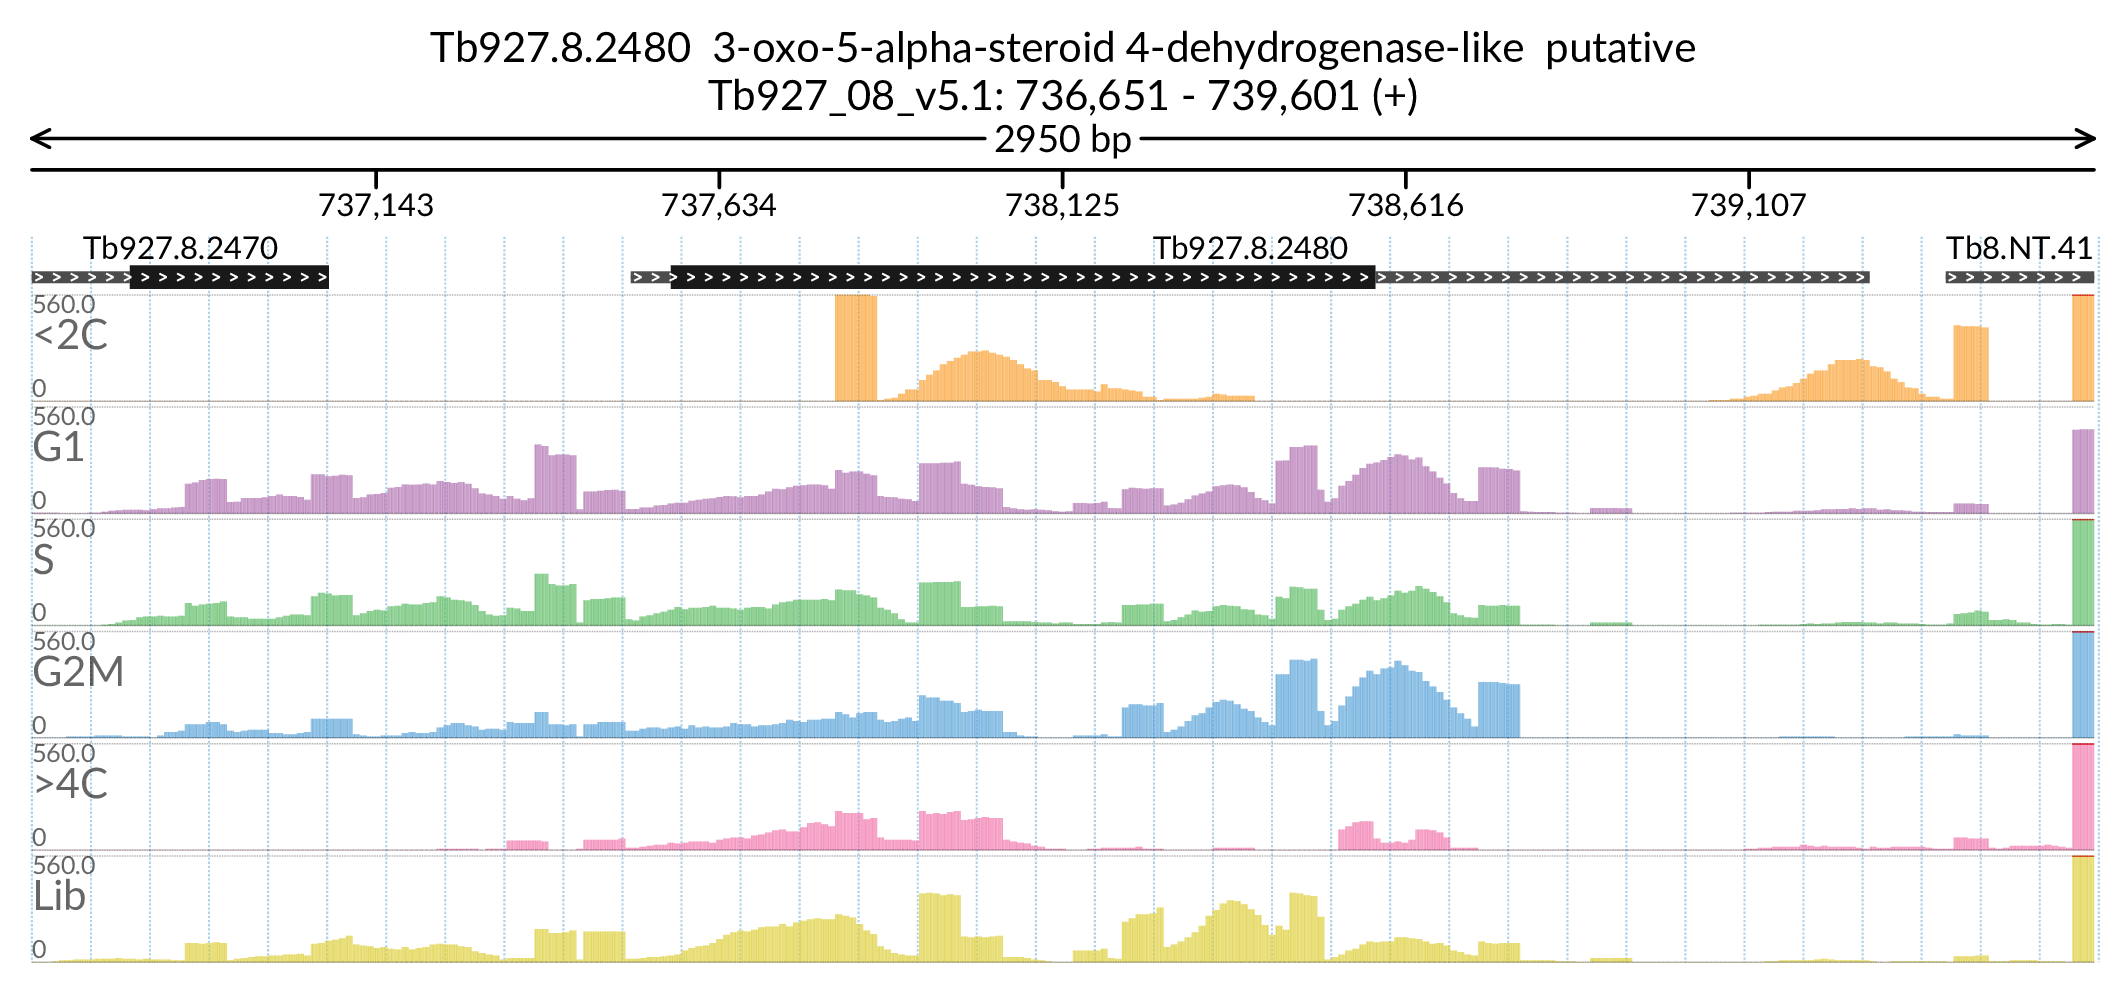 Tb927.8.2480  3-oxo-5-alpha-steroid 4-dehydrogenase-like  putative
Tb927_08_v5.1: 736,651 - 739,601 (+)
2950 bp
737,143 737,634 738,125 738,616 739,107
Tb927.8.2470 Tb927.8.2480 Tb8.NT.41
560.0
<2C
0
560.0
G1
0
560.0
S
0
560.0
G2M
0
560.0
>4C
0
560.0
Lib
0